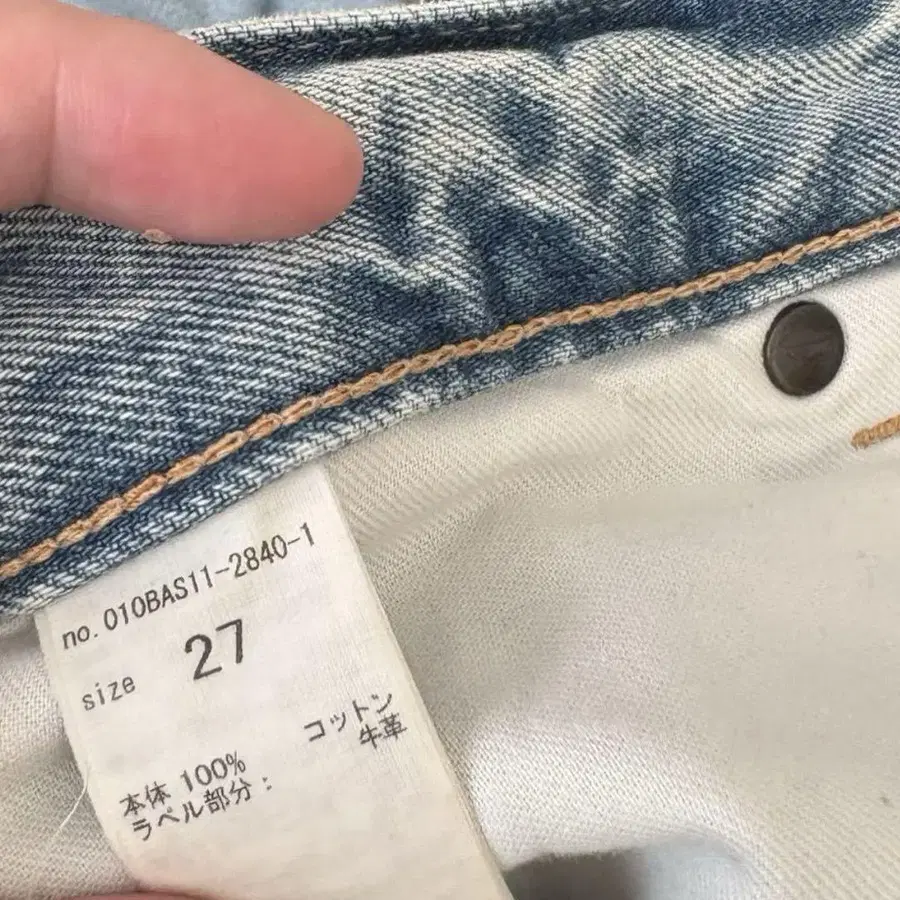 no. 010BAS11-2840-1
size 27
本体 100% コットン
ラベル部分： 牛革